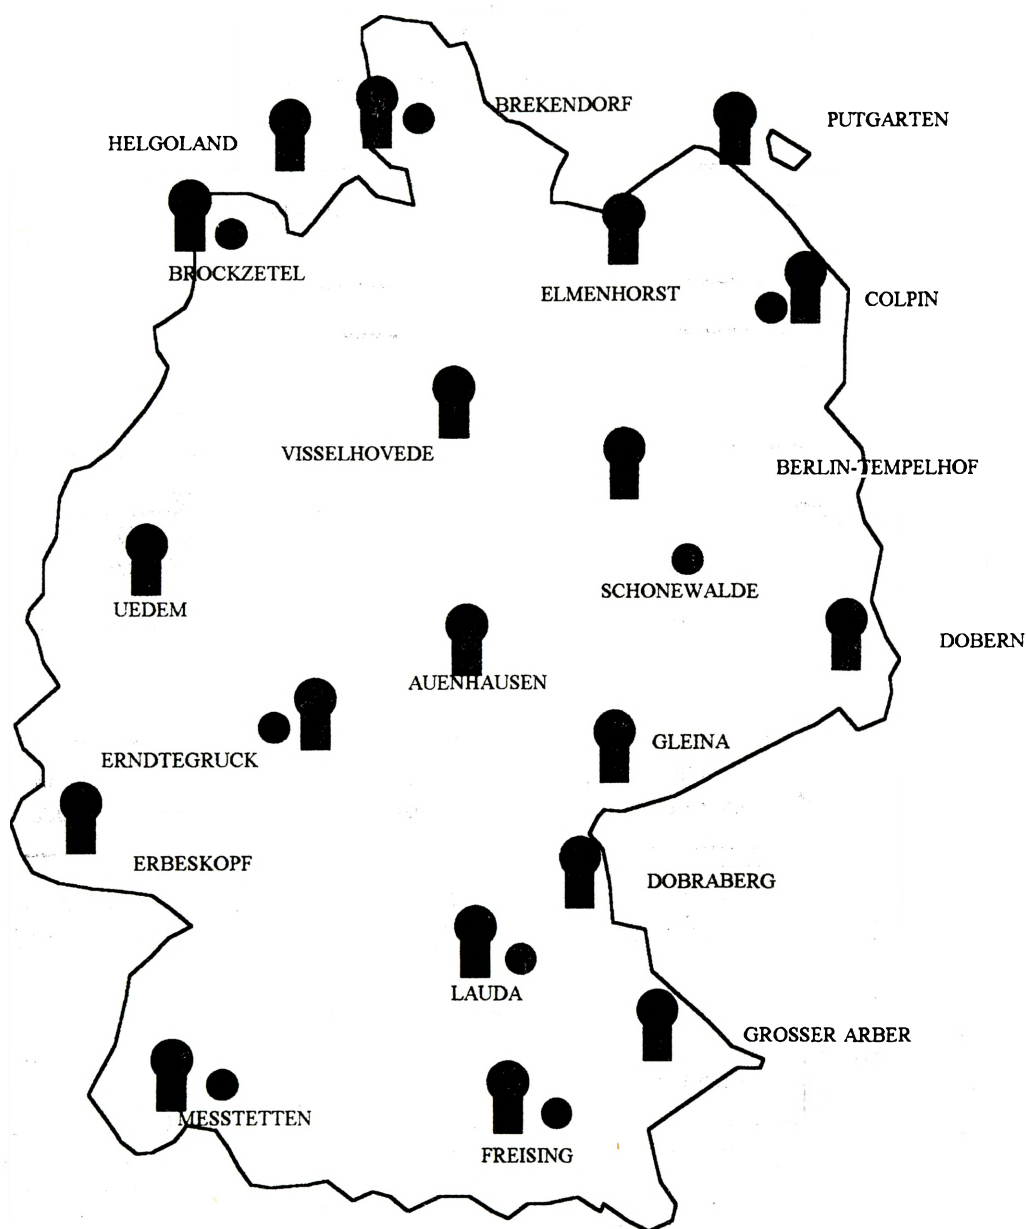 BREKENDORF
PUTGARTEN
HELGOLAND
BROCKZETEL
ELMENHORST
COLPIN
VISSELHOVEDE
BERLIN-TEMPELHOF
UEDEM
SCHONEWALDE
DOBERN
AUENHAUSEN
GLEINA
ERNDTEGRUCK
ERBESKOPF
DOBRABERG
LAUDA
GROSSER ARBER
MESSTETTEN
FREISING